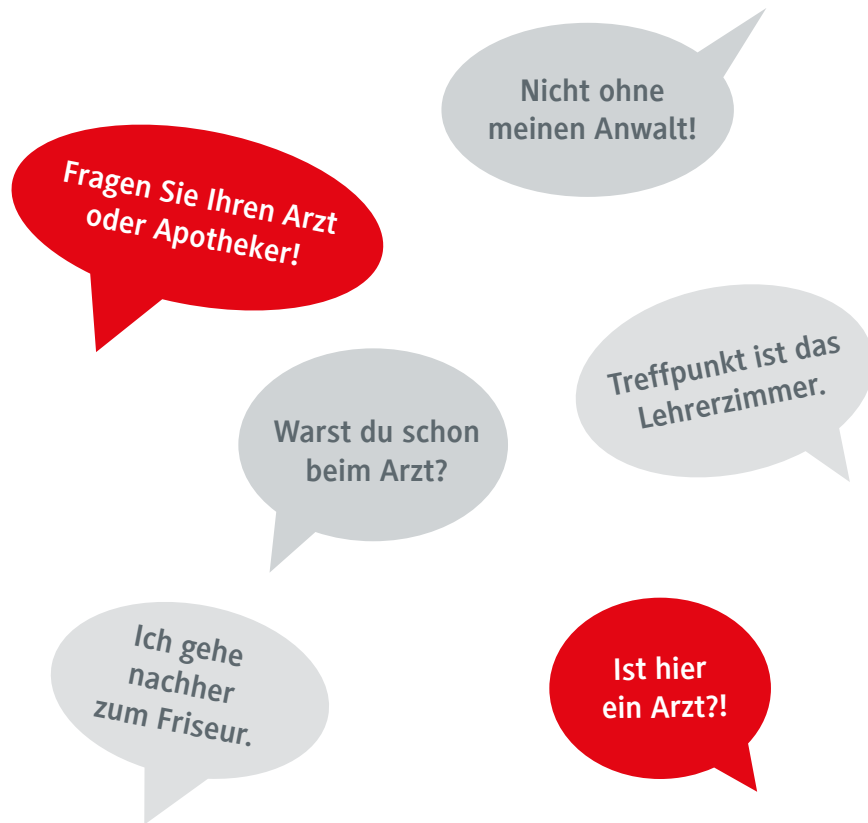 Nicht ohne
meinen Anwalt!
Fragen Sie Ihren Arzt
oder Apotheker!
Treffpunkt ist das
Lehrerzimmer.
Warst du schon
beim Arzt?
Ich gehe
nachher
zum Friseur.
Ist hier
ein Arzt?!